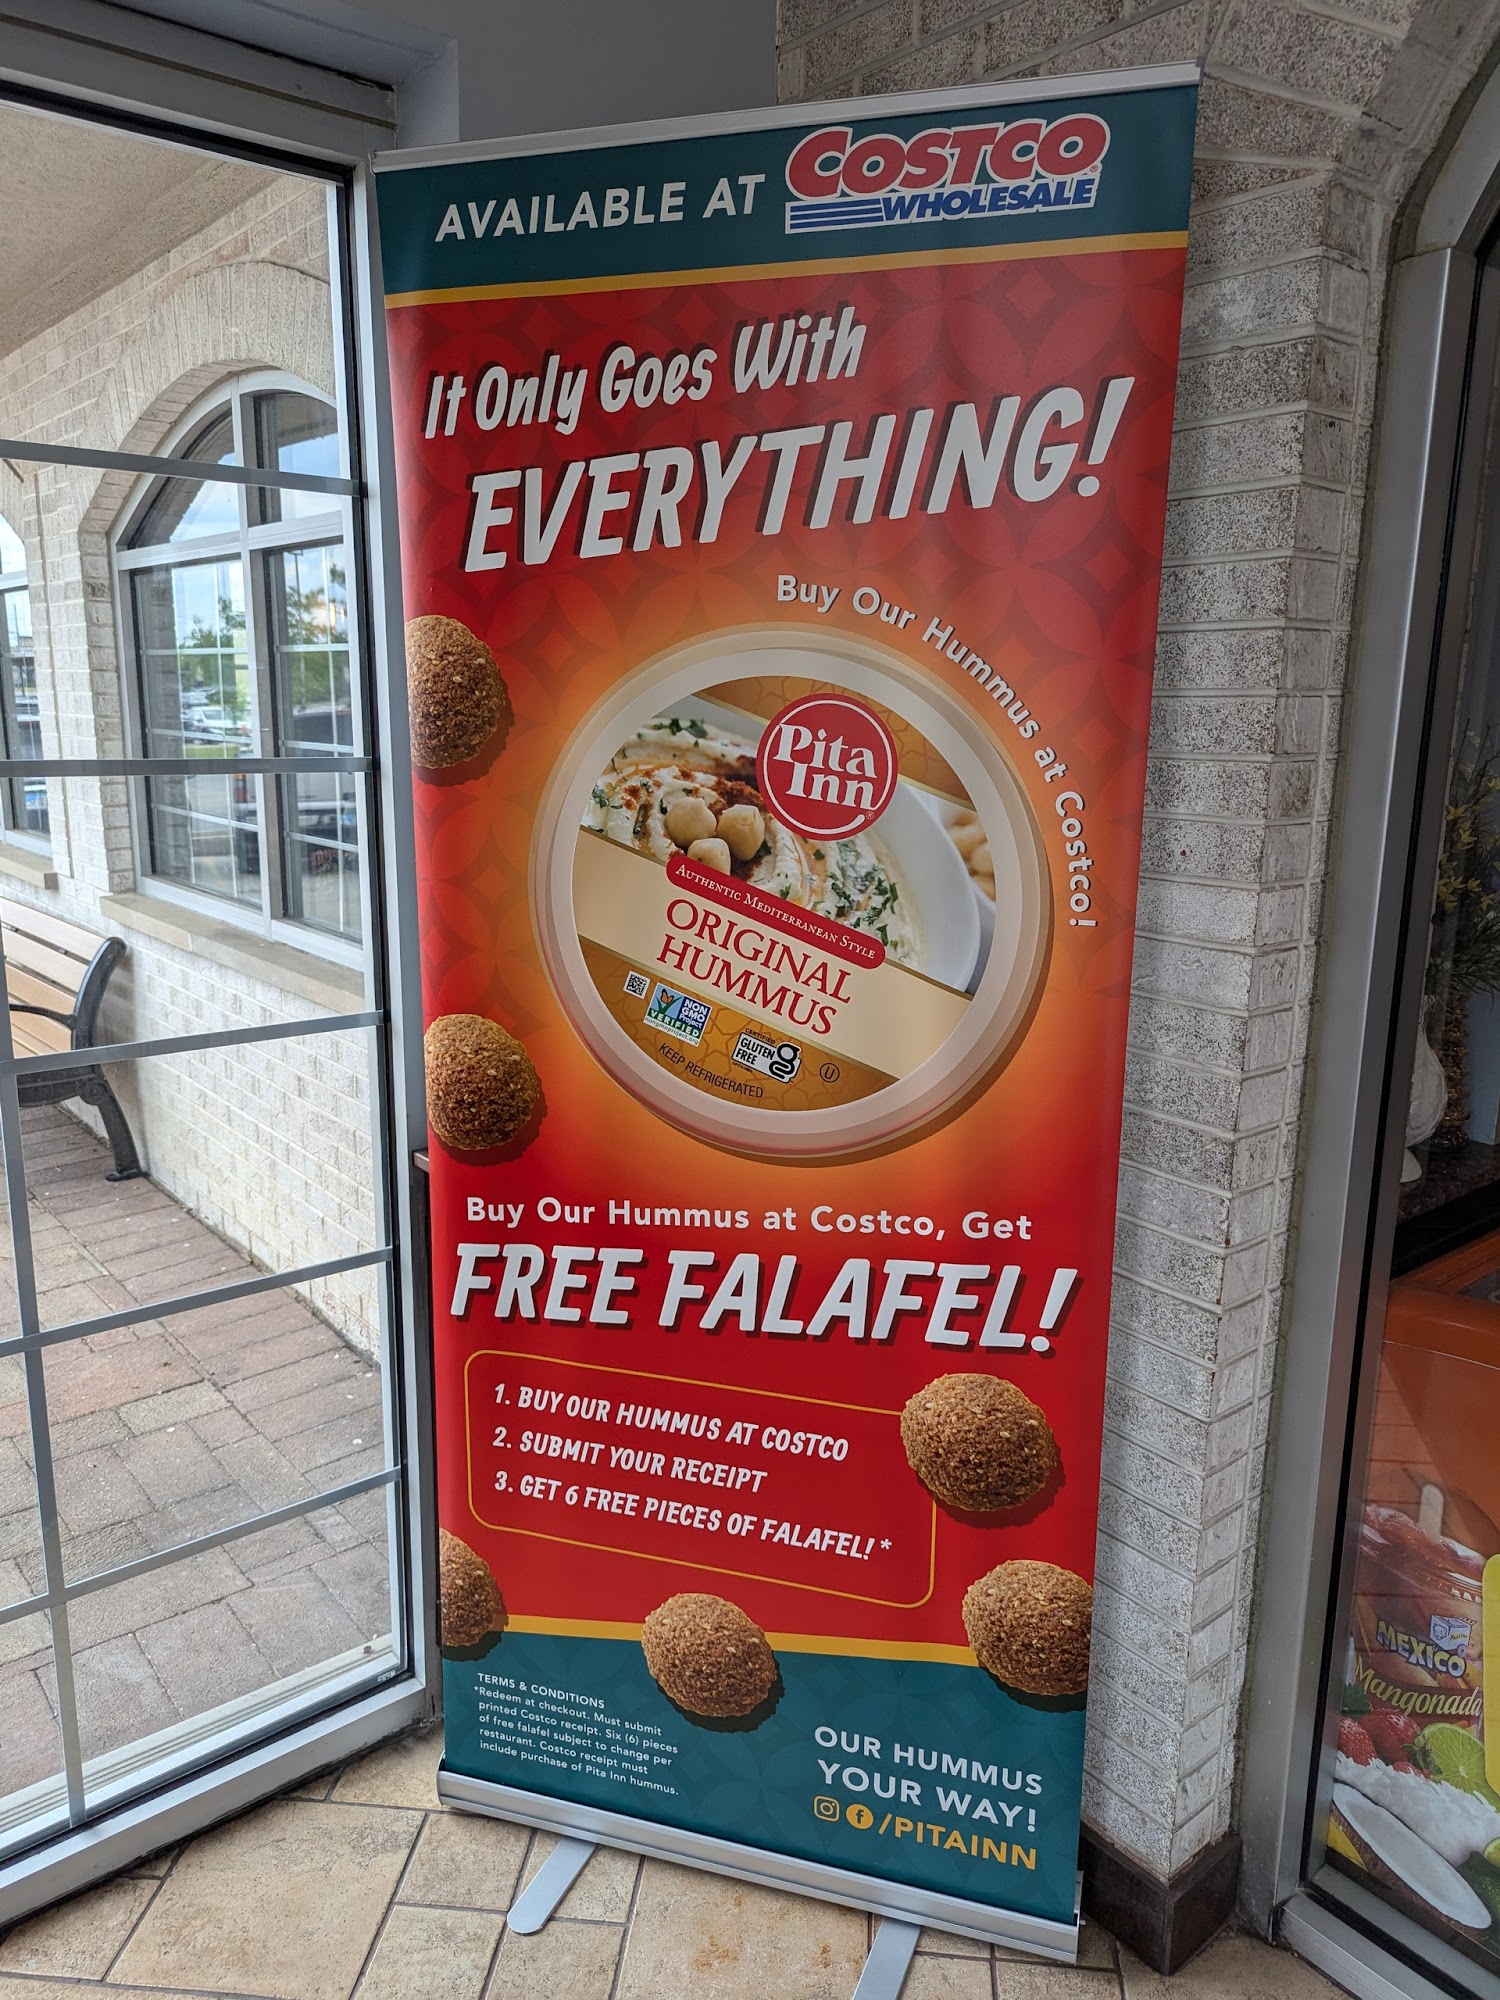 AVAILABLE AT COSTCO WHOLESALE
It Only Goes With
EVERYTHING!
Buy Our Hummus at Costco!
Pita
Inn
AUTHENTIC MEDITERRANEAN STYLE
ORIGINAL
HUMMUS
NON
GMO
Project
VERIFIED
nongmoproject.org
CERTIFIED
GLUTEN
FREE
U
KEEP REFRIGERATED
Buy Our Hummus at Costco, Get
FREE FALAFEL!
1. BUY OUR HUMMUS AT COSTCO
2. SUBMIT YOUR RECEIPT
3. GET 6 FREE PIECES OF FALAFEL!*
TERMS & CONDITIONS
*Redeem at checkout. Must submit
printed Costco receipt. Six (6) pieces
of free falafel subject to change per
restaurant. Costco receipt must
include purchase of Pita Inn hummus.
OUR HUMMUS
YOUR WAY!
/PITAINN
MEXICO
Mangonada